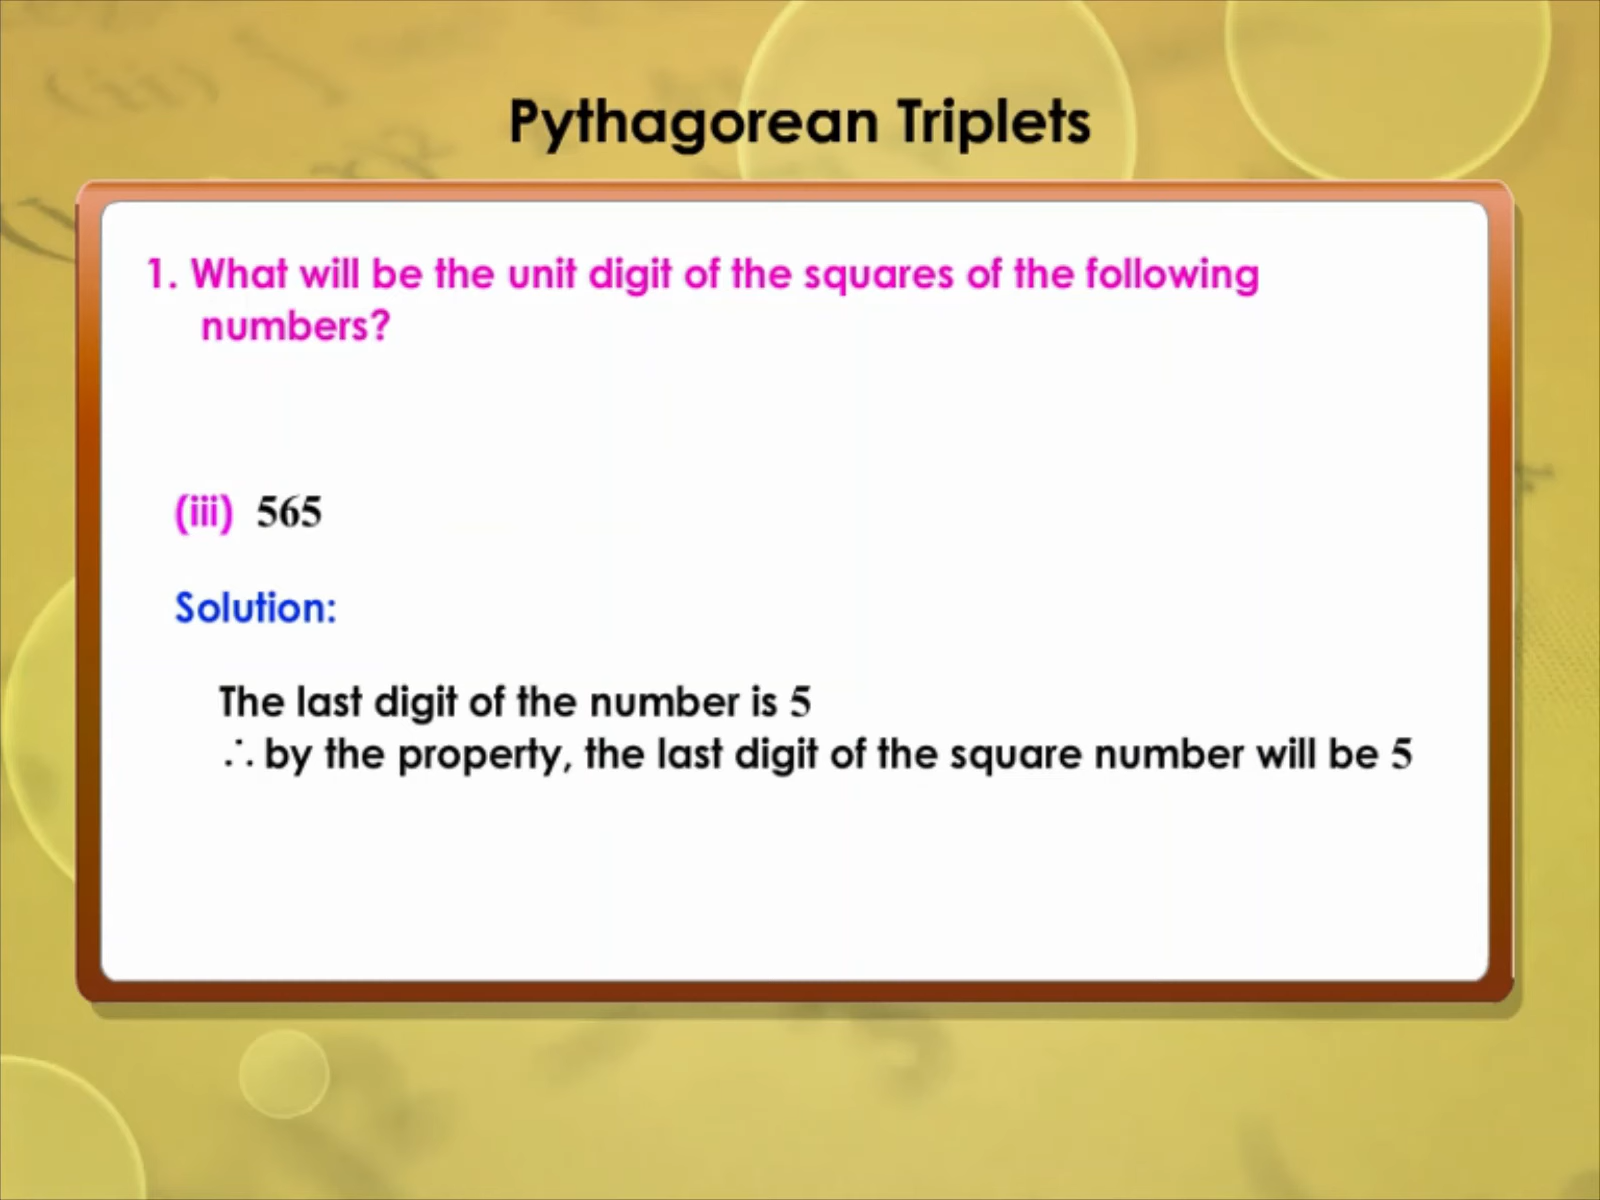 Pythagorean Triplets
1. What will be the unit digit of the squares of the following
numbers?
(iii) 565
Solution:
The last digit of the number is 5
∴ by the property, the last digit of the square number will be 5